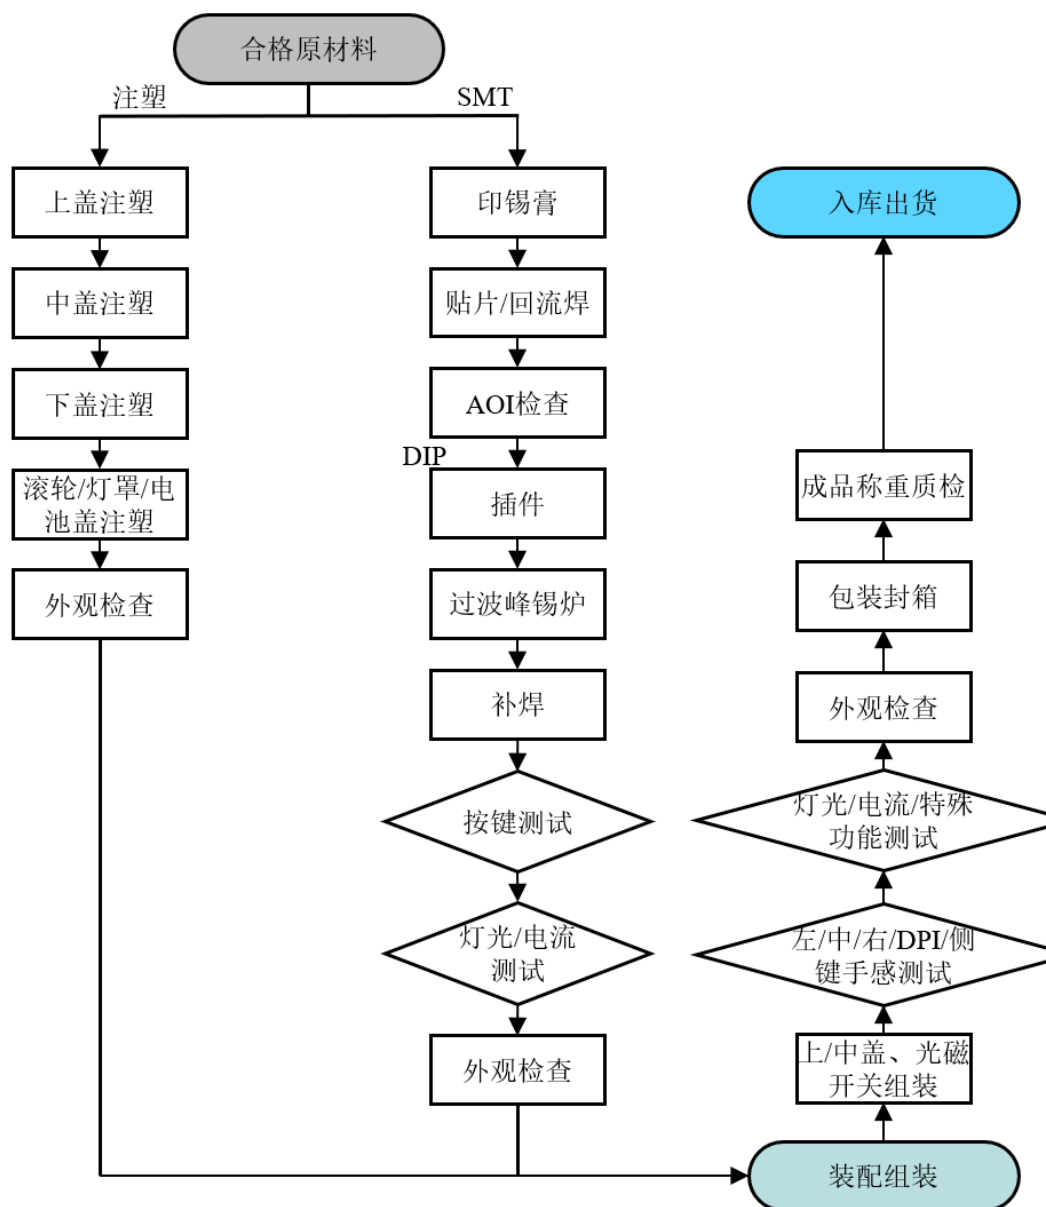 合格原材料
注塑
SMT
上盖注塑
中盖注塑
下盖注塑
滚轮/灯罩/电
池盖注塑
外观检查
印锡膏
贴片/回流焊
AOI检查
DIP
插件
过波峰锡炉
补焊
按键测试
灯光/电流
测试
外观检查
装配组装
上/中盖、光磁
开关组装
左/中/右/DPI/侧
键手感测试
灯光/电流/特殊
功能测试
外观检查
包装封箱
成品称重质检
入库出货